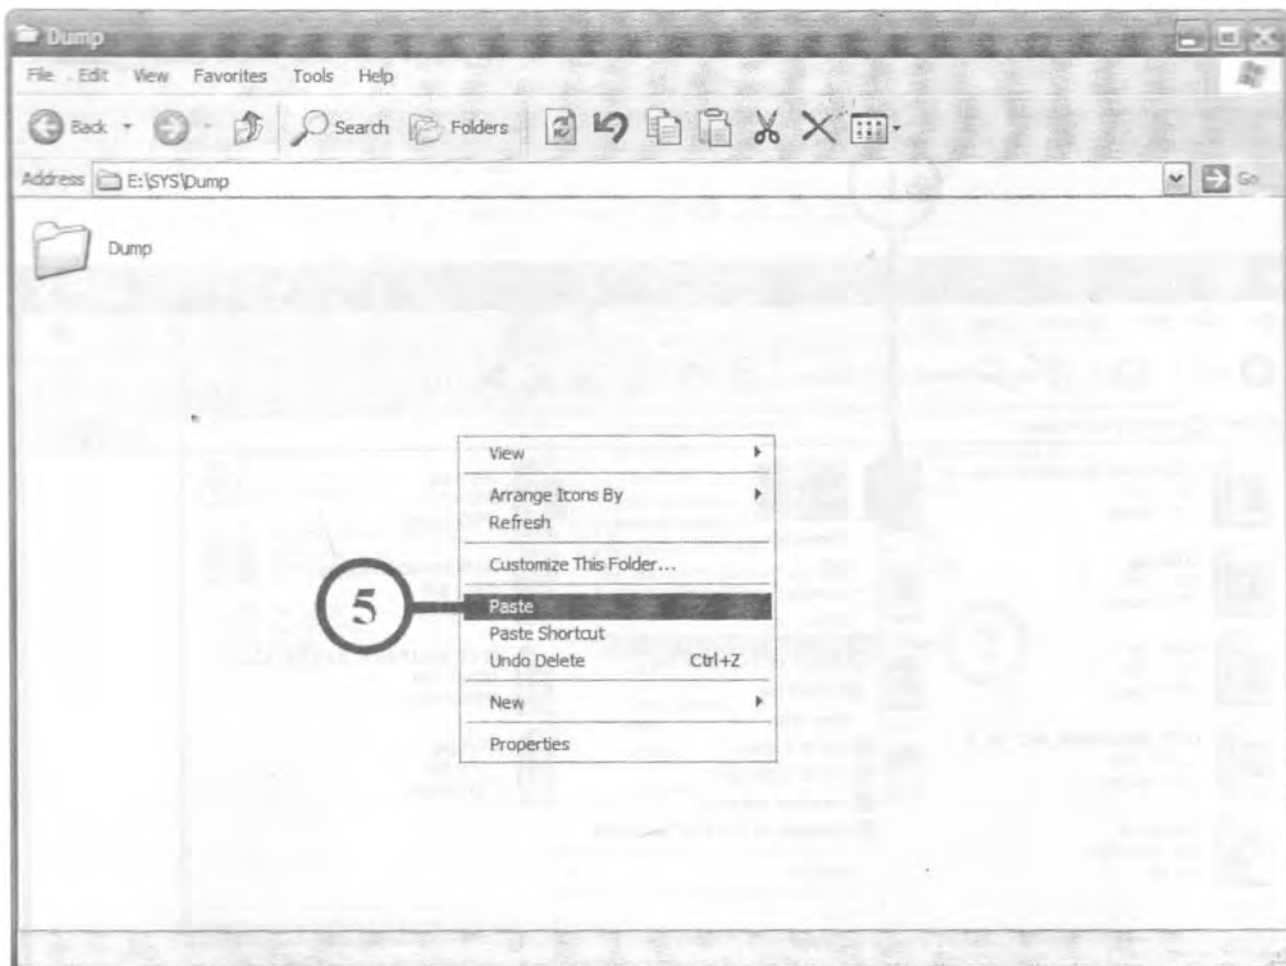 Dump
File Edit View Favorites Tools Help
Back Search Folders
Address E:\SYS\Dump Go
Dump
View
Arrange Icons By
Refresh
Customize This Folder...
5 Paste
Paste Shortcut
Undo Delete Ctrl+Z
New
Properties